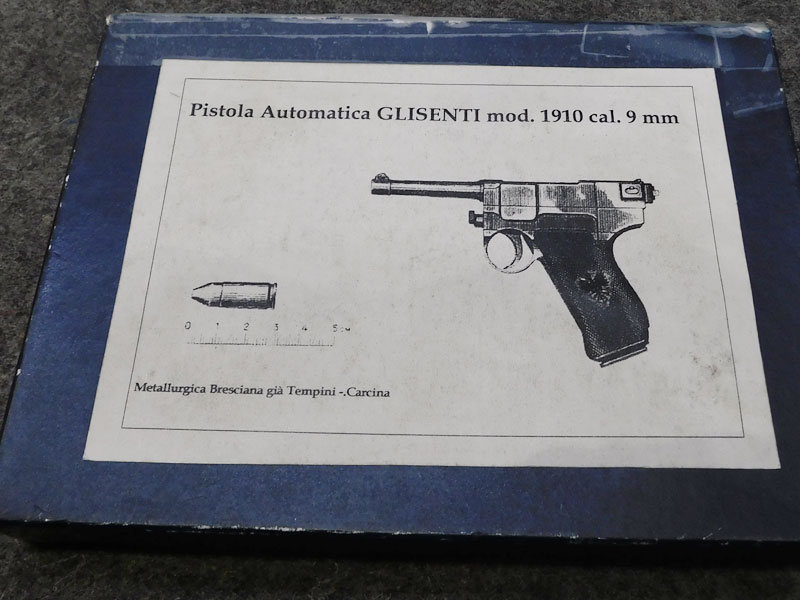 Pistola Automatica GLISENTI mod. 1910 cal. 9 mm
0 1 2 3 4 5
Metallurgica Bresciana già Tempini -.Carcina